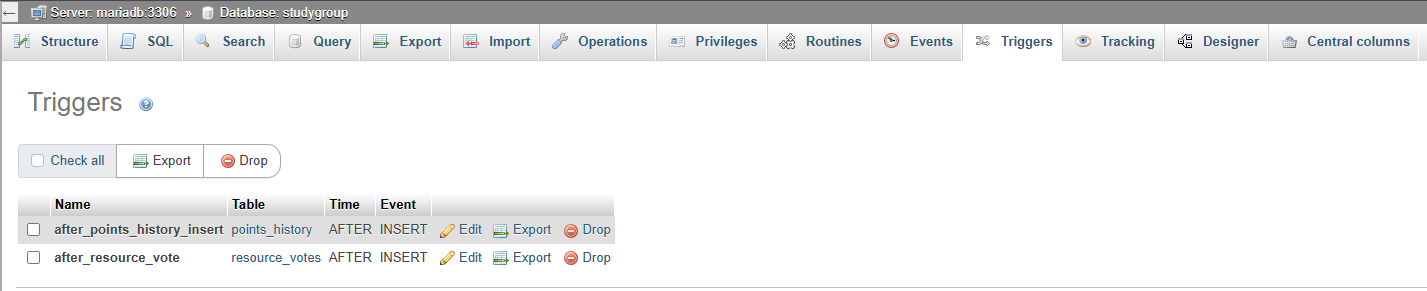 Server: mariadb:3306 » Database: studygroup
Structure SQL Search Query Export Import Operations Privileges Routines Events Triggers Tracking Designer Central columns
Triggers
Check all Export Drop
Name Table Time Event
after_points_history_insert points_history AFTER INSERT Edit Export Drop
after_resource_vote resource_votes AFTER INSERT Edit Export Drop